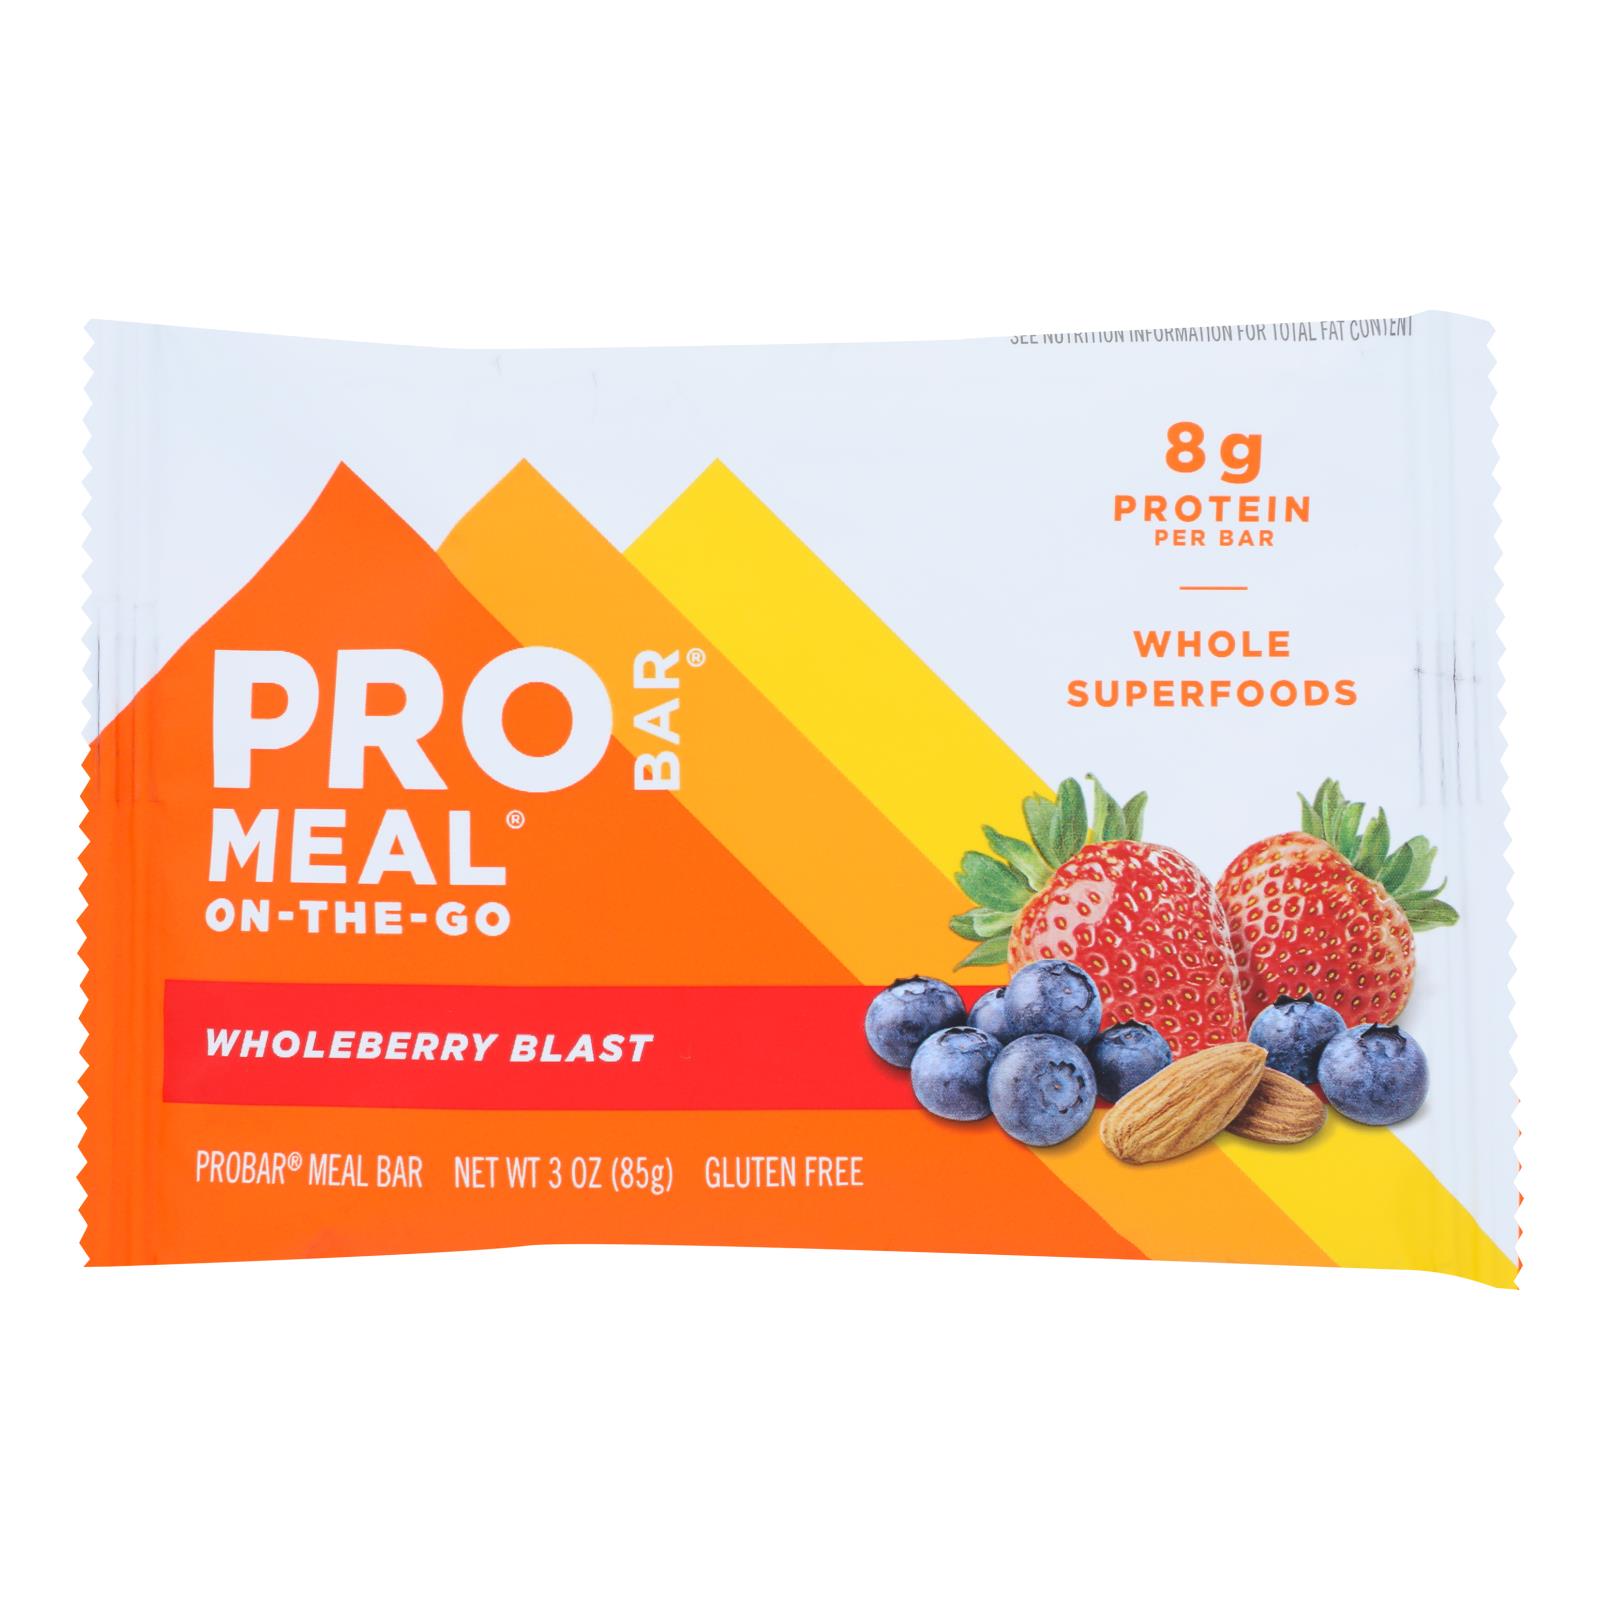 SEE NUTRITION INFORMATION FOR TOTAL FAT CONTENT
8g
PROTEIN
PER BAR
WHOLE
SUPERFOODS
PRO BAR®
MEAL®
ON-THE-GO
WHOLEBERRY BLAST
PROBAR® MEAL BAR NET WT 3 OZ (85g) GLUTEN FREE